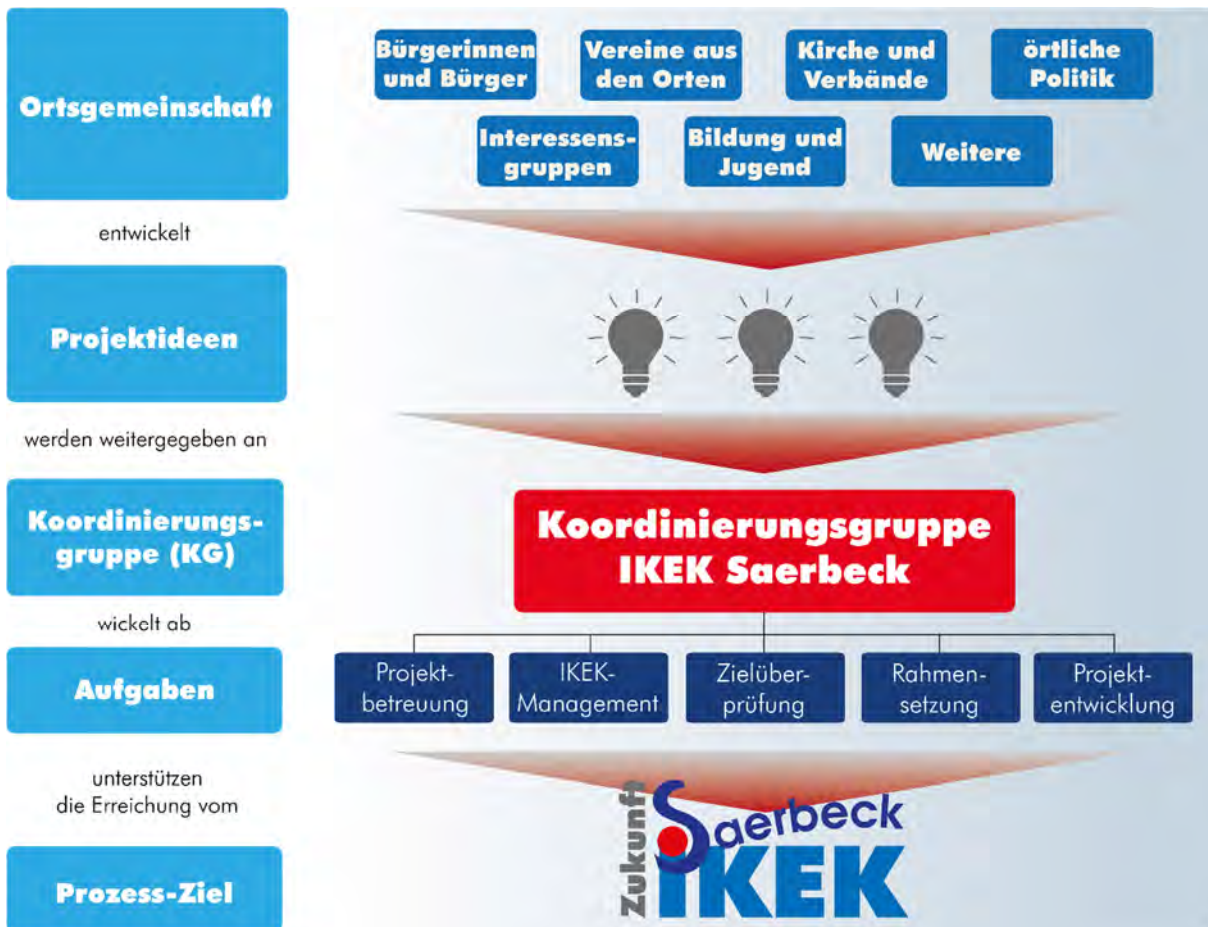 Ortsgemeinschaft
Bürgerinnen
und Bürger
Vereine aus
den Orten
Kirche und
Verbände
örtliche
Politik
Interessens-
gruppen
Bildung und
Jugend
Weitere
entwickelt
Projektideen
werden weitergegeben an
Koordinierungs-
gruppe (KG)
Koordinierungsgruppe
IKEK Saerbeck
wickelt ab
Aufgaben
Projekt-
betreuung
IKEK-
Management
Zielüber-
prüfung
Rahmen-
setzung
Projekt-
entwicklung
unterstützen
die Erreichung vom
Prozess-Ziel
Zukunft
Saerbeck
IKEK